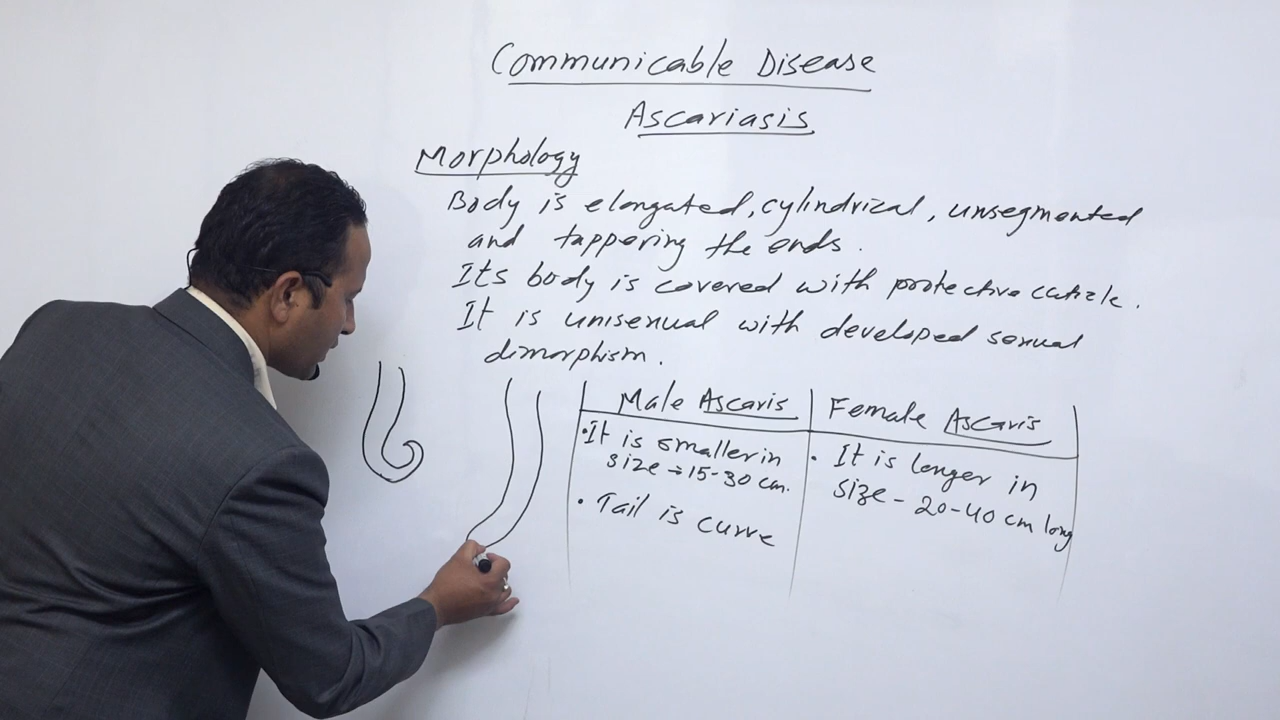 Communicable Disease
Ascariasis
Morphology
Body is elongated, cylindrical, unsegmented
and tappering the ends.
Its body is covered with protective cuticle.
It is unisexual with developed sexual
dimorphism.
Male Ascaris
Female Ascaris
• It is smaller in
size → 15-30 cm.
• Tail is curve
• It is longer in
size - 20-40 cm long